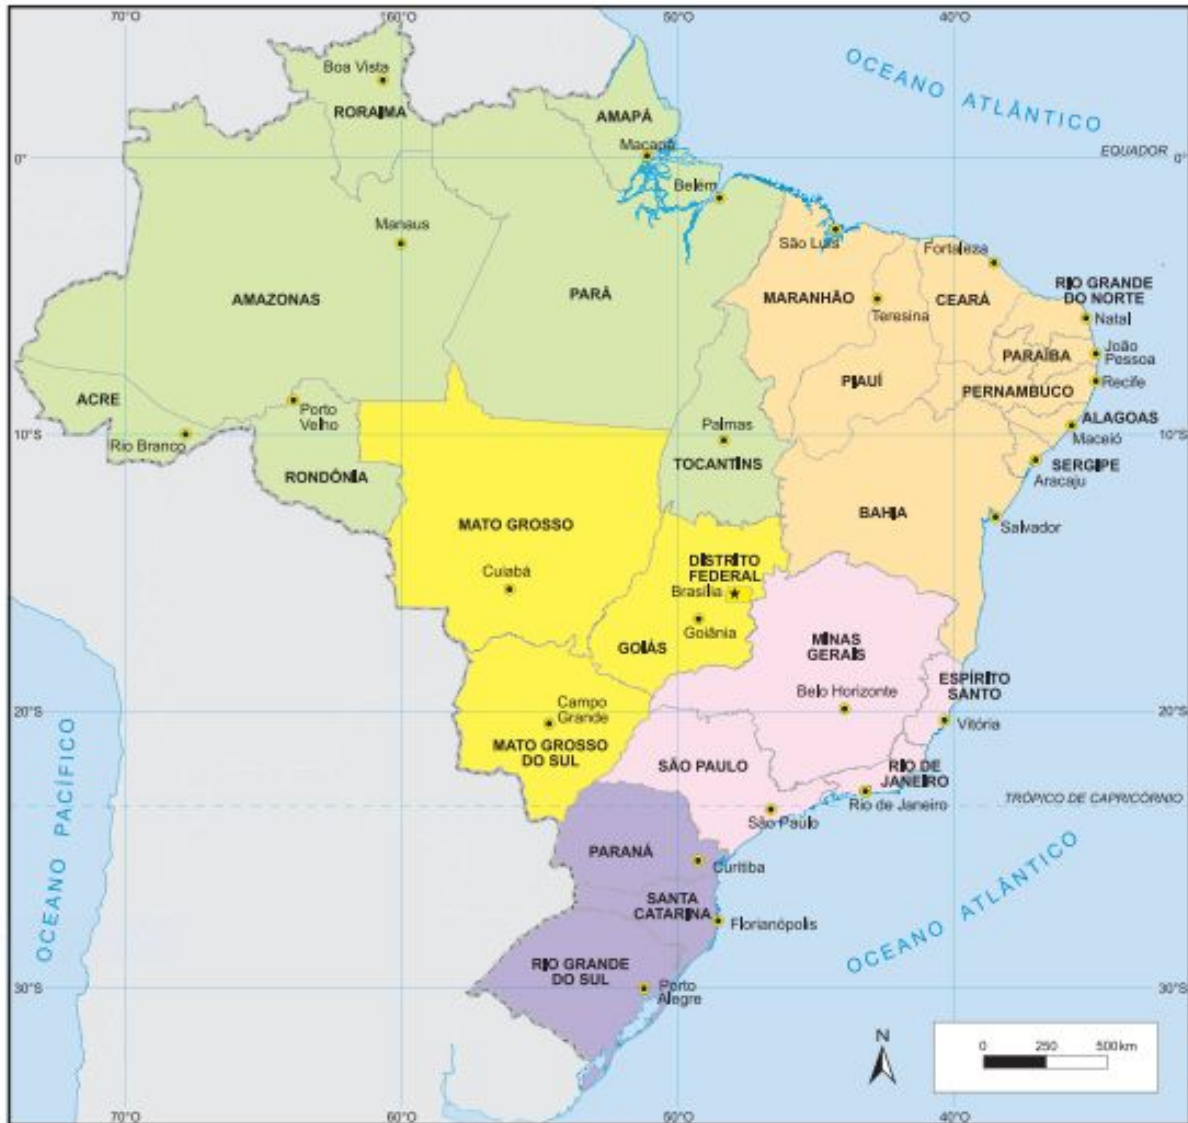 70°O
160°O
50°O
40°O
OCEANO ATLÂNTICO
Boa Vista
RORAIMA
AMAPÁ
Macapá
0°
EQUADOR
0°
Belém
Manaus
São Luís
Fortaleza
AMAZONAS
PARÁ
MARANHÃO
Teresina
CEARÁ
RIO GRANDE
DO NORTE
Natal
João
Pessoa
PARAÍBA
PIAUÍ
PERNAMBUCO
Recife
ACRE
Porto
Velho
Rio Branco
ALAGOAS
Maceió
10°S
10°S
Palmas
TOCANTINS
RONDÔNIA
SERGIPE
Aracaju
MATO GROSSO
BAHIA
Salvador
Cuiabá
DISTRITO
FEDERAL
Brasília
Goiânia
GOIÁS
MINAS
GERAIS
Belo Horizonte
ESPÍRITO
SANTO
Vitória
20°S
20°S
Campo
Grande
MATO GROSSO
DO SUL
SÃO PAULO
RIO DE
JANEIRO
Rio de Janeiro
TRÓPICO DE CAPRICÓRNIO
São Paulo
OCEANO PACÍFICO
PARANÁ
Curitiba
SANTA
CATARINA
Florianópolis
OCEANO ATLÂNTICO
RIO GRANDE
DO SUL
Porto
Alegre
30°S
30°S
N
0 250 500 km
70°O
60°O
50°O
40°O